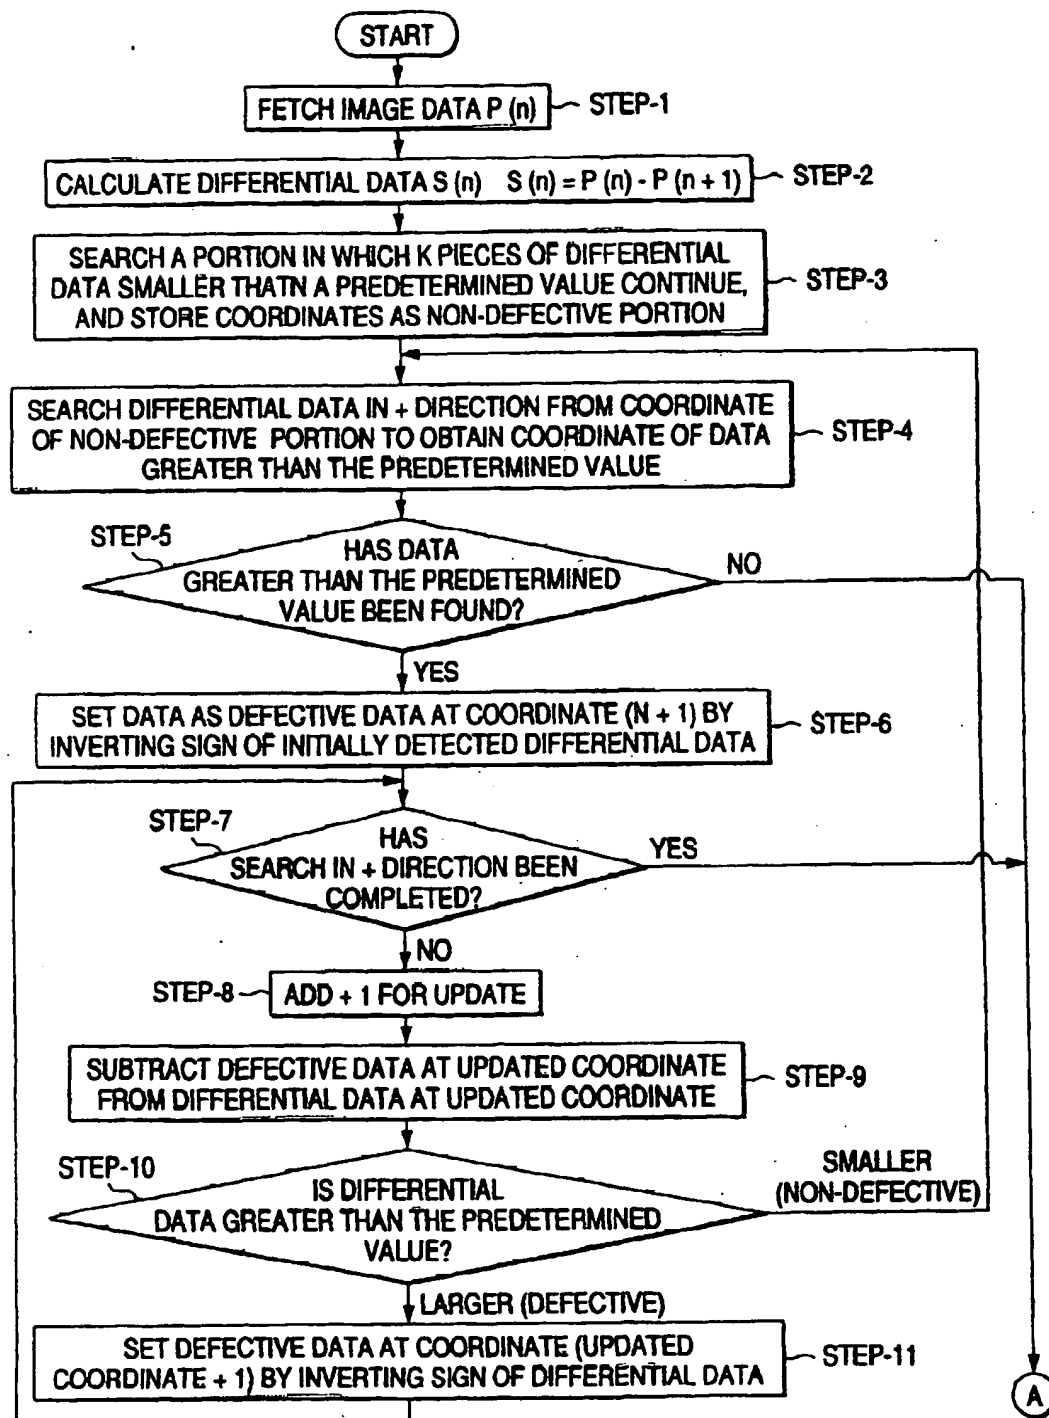 START
FETCH IMAGE DATA P (n)
STEP-1
CALCULATE DIFFERENTIAL DATA S (n) S (n) = P (n) - P (n + 1)
STEP-2
SEARCH A PORTION IN WHICH K PIECES OF DIFFERENTIAL
DATA SMALLER THATN A PREDETERMINED VALUE CONTINUE,
AND STORE COORDINATES AS NON-DEFECTIVE PORTION
STEP-3
SEARCH DIFFERENTIAL DATA IN + DIRECTION FROM COORDINATE
OF NON-DEFECTIVE PORTION TO OBTAIN COORDINATE OF DATA
GREATER THAN THE PREDETERMINED VALUE
STEP-4
STEP-5
HAS DATA
GREATER THAN THE PREDETERMINED
VALUE BEEN FOUND?
NO
YES
SET DATA AS DEFECTIVE DATA AT COORDINATE (N + 1) BY
INVERTING SIGN OF INITIALLY DETECTED DIFFERENTIAL DATA
STEP-6
STEP-7
HAS
SEARCH IN + DIRECTION BEEN
COMPLETED?
YES
NO
STEP-8
ADD + 1 FOR UPDATE
SUBTRACT DEFECTIVE DATA AT UPDATED COORDINATE
FROM DIFFERENTIAL DATA AT UPDATED COORDINATE
STEP-9
STEP-10
IS DIFFERENTIAL
DATA GREATER THAN THE PREDETERMINED
VALUE?
SMALLER
(NON-DEFECTIVE)
LARGER (DEFECTIVE)
SET DEFECTIVE DATA AT COORDINATE (UPDATED
COORDINATE + 1) BY INVERTING SIGN OF DIFFERENTIAL DATA
STEP-11
A